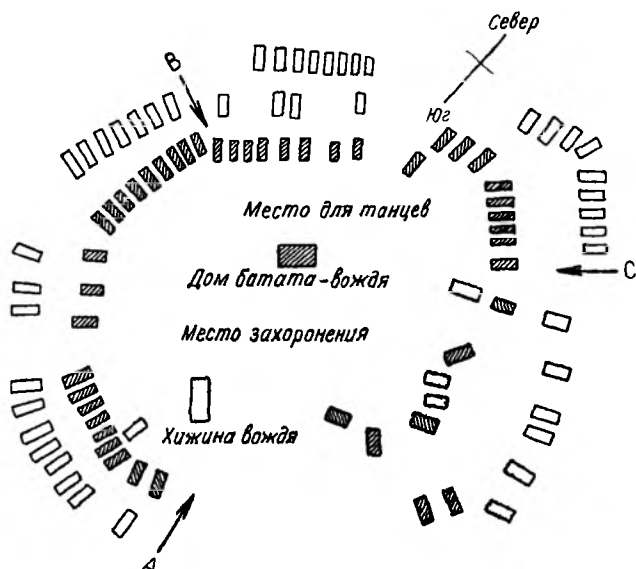 Север
В
Юг
Место для танцев
Дом батата-вождя
С
Место захоронения
Хижина вождя
А